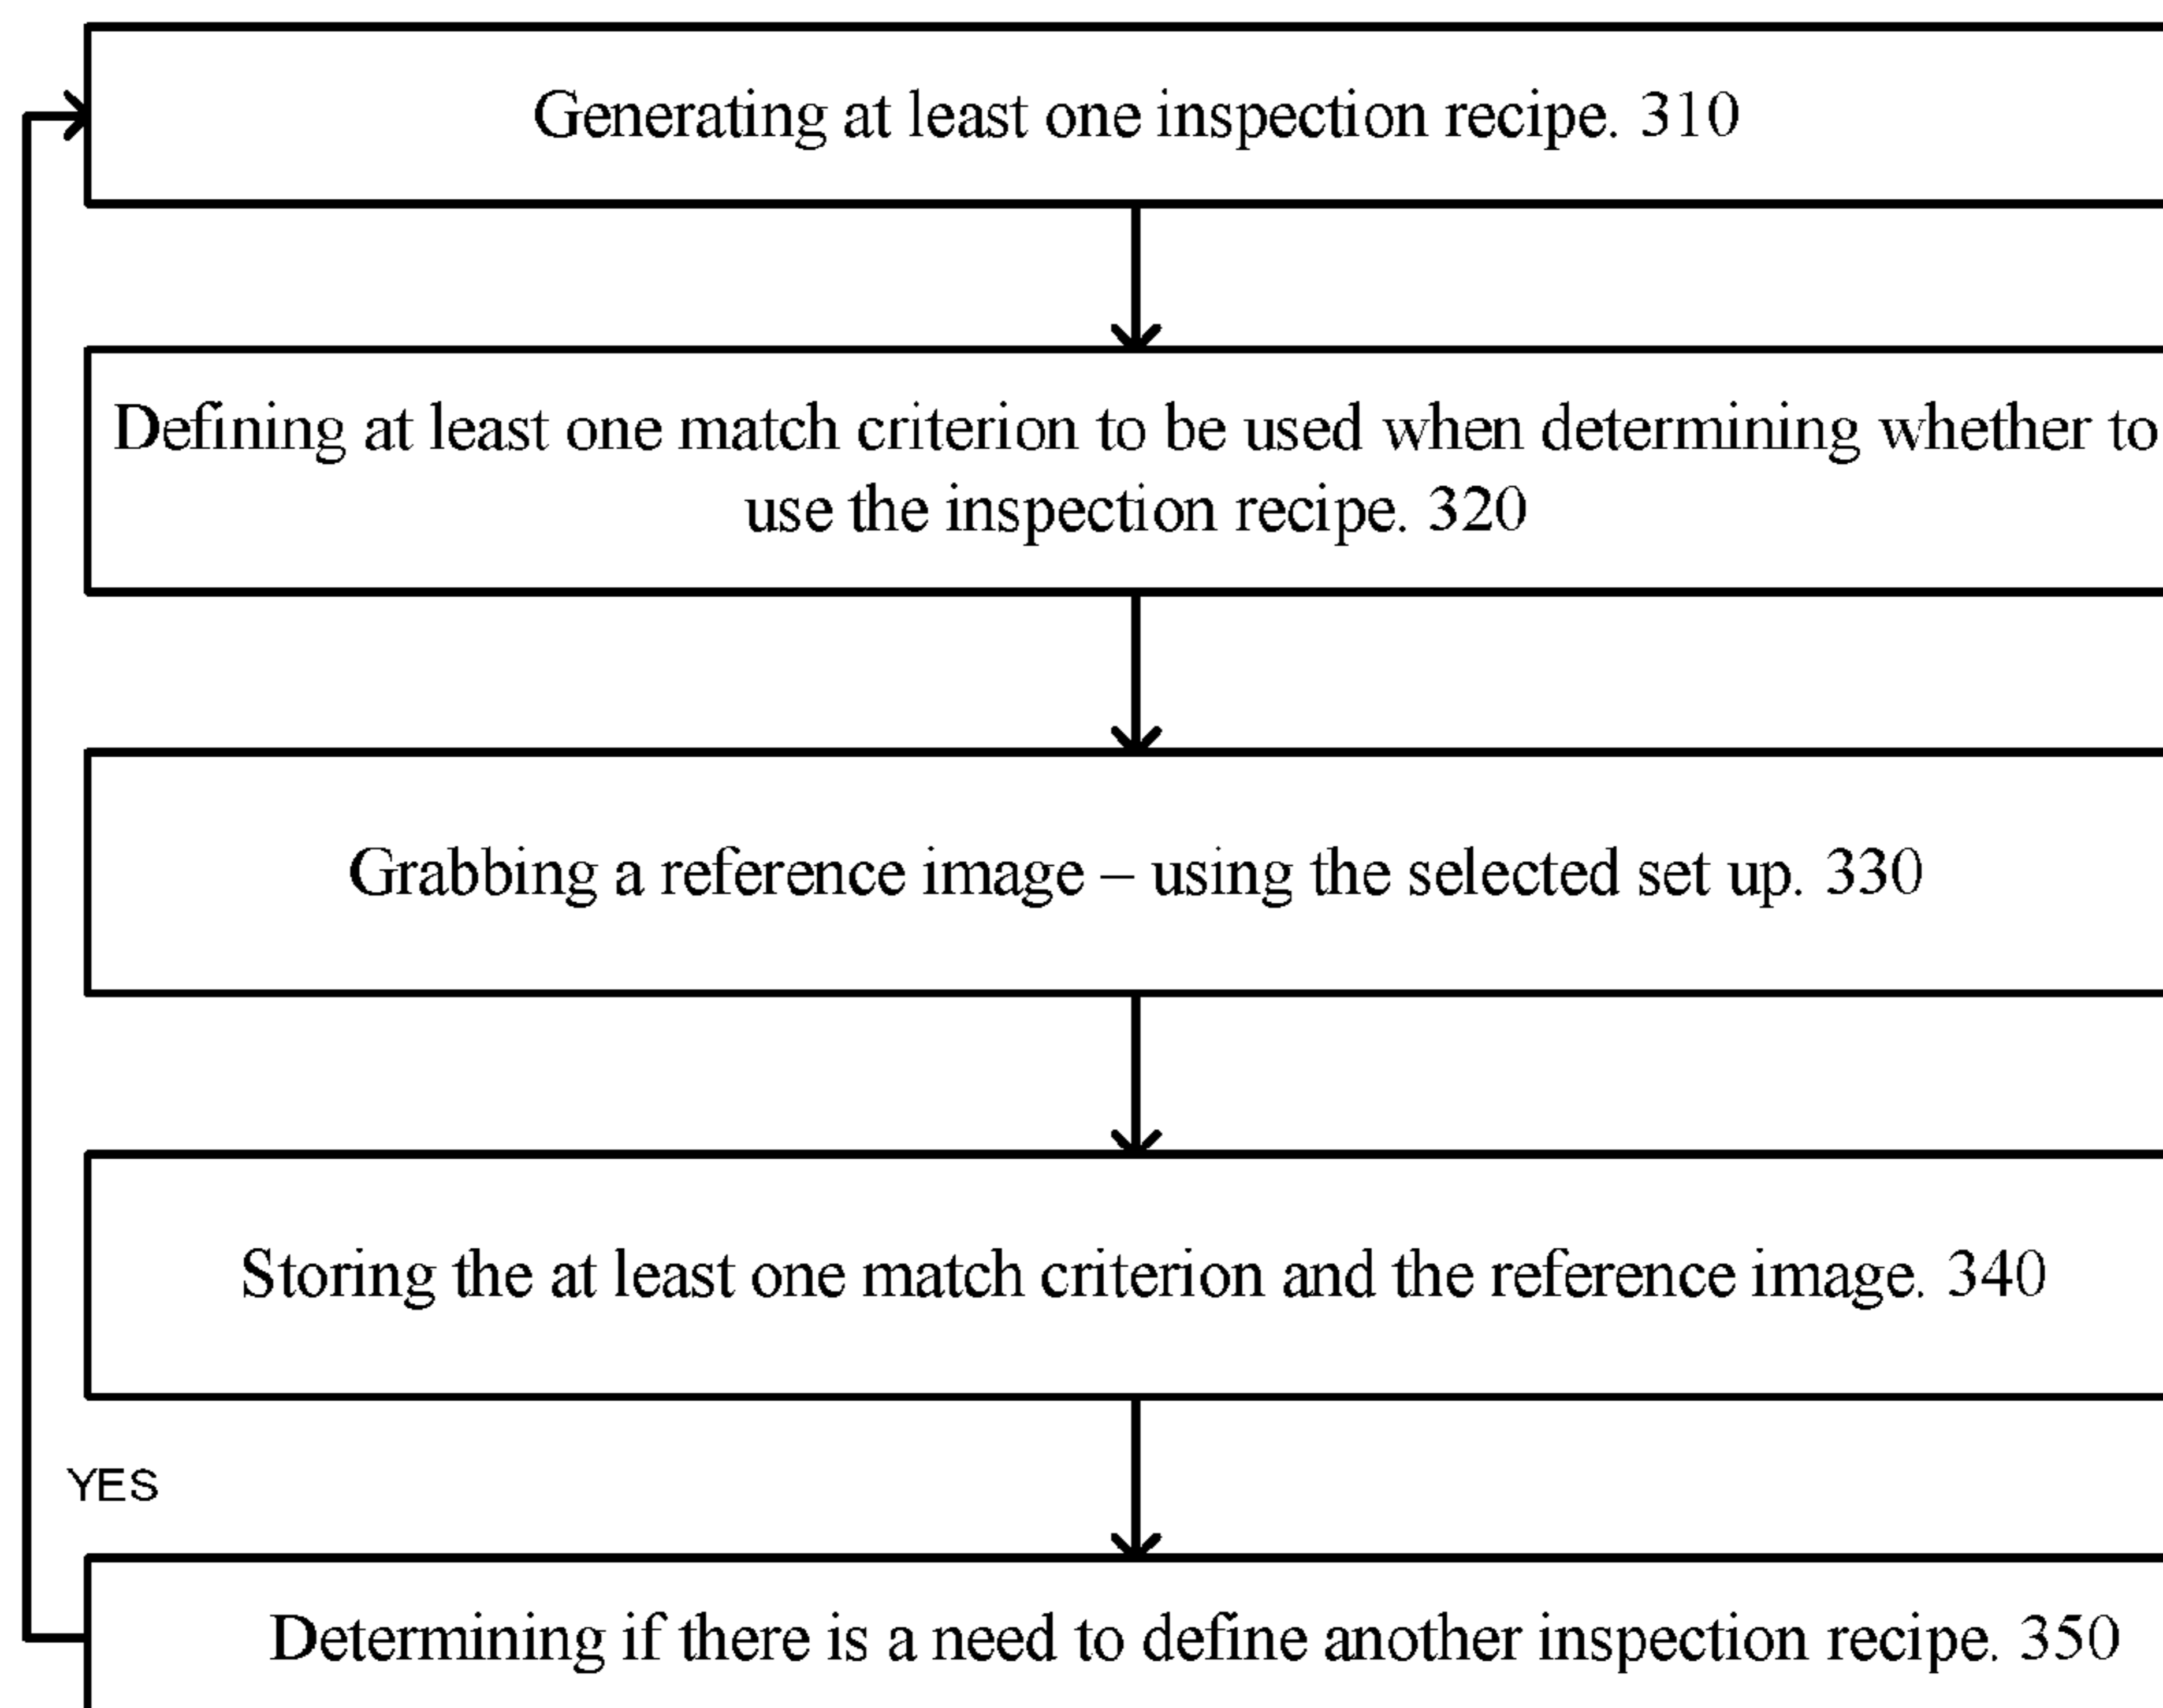 Generating at least one inspection recipe. 310
Defining at least one match criterion to be used when determining whether to
use the inspection recipe. 320
Grabbing a reference image – using the selected set up. 330
Storing the at least one match criterion and the reference image. 340
YES
Determining if there is a need to define another inspection recipe. 350